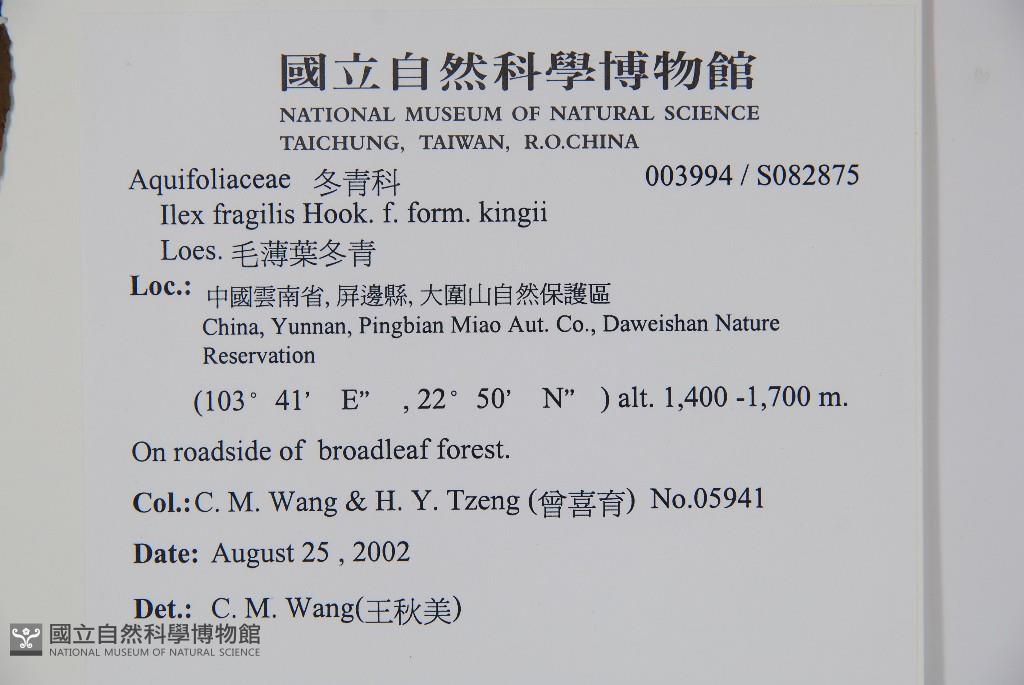 國立自然科學博物館
NATIONAL MUSEUM OF NATURAL SCIENCE
TAICHUNG, TAIWAN, R.O.CHINA
Aquifoliaceae 冬青科 003994 / S082875
Ilex fragilis Hook. f. form. kingii
Loes. 毛薄葉冬青
Loc.: 中國雲南省, 屏邊縣, 大圍山自然保護區
China, Yunnan, Pingbian Miao Aut. Co., Daweishan Nature
Reservation
(103° 41' E” , 22° 50' N” ) alt. 1,400 -1,700 m.
On roadside of broadleaf forest.
Col.: C. M. Wang & H. Y. Tzeng (曾喜育) No.05941
Date: August 25 , 2002
Det.: C. M. Wang(王秋美)
國立自然科學博物館
NATIONAL MUSEUM OF NATURAL SCIENCE